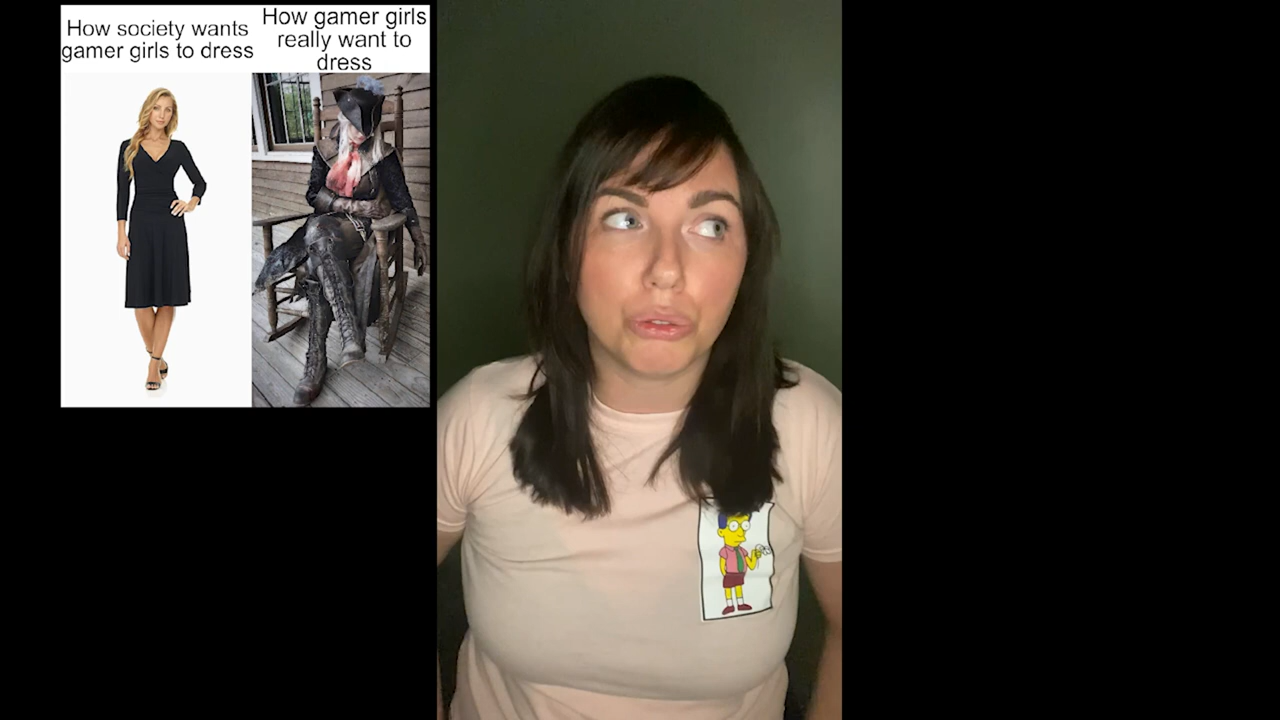 How society wants
gamer girls to dress
How gamer girls
really want to
dress